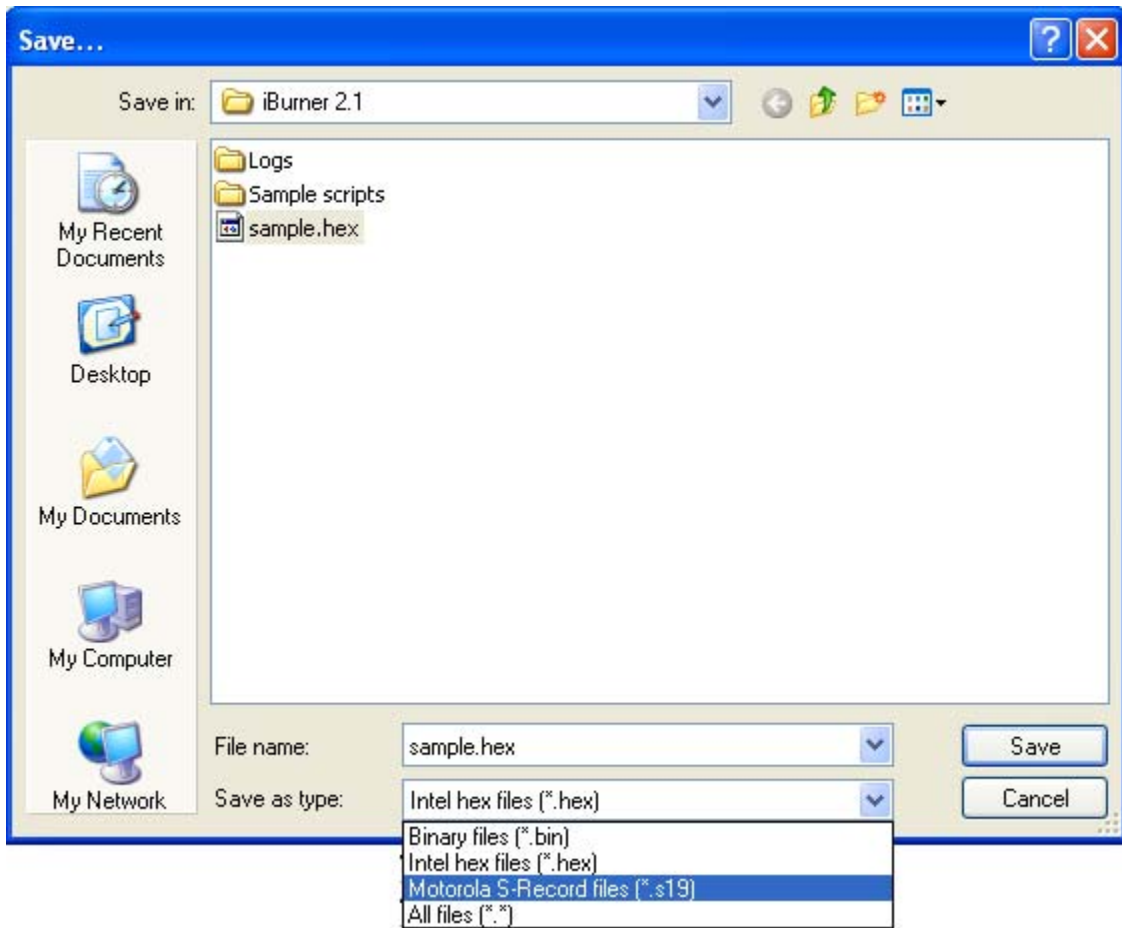 Save...
Save in: iBurner 2.1
Logs
Sample scripts
sample.hex
My Recent
Documents
Desktop
My Documents
My Computer
My Network
File name: sample.hex Save
Save as type: Intel hex files (*.hex) Cancel
Binary files (*.bin)
Intel hex files (*.hex)
Motorola S-Record files (*.s19)
All files (*.*)